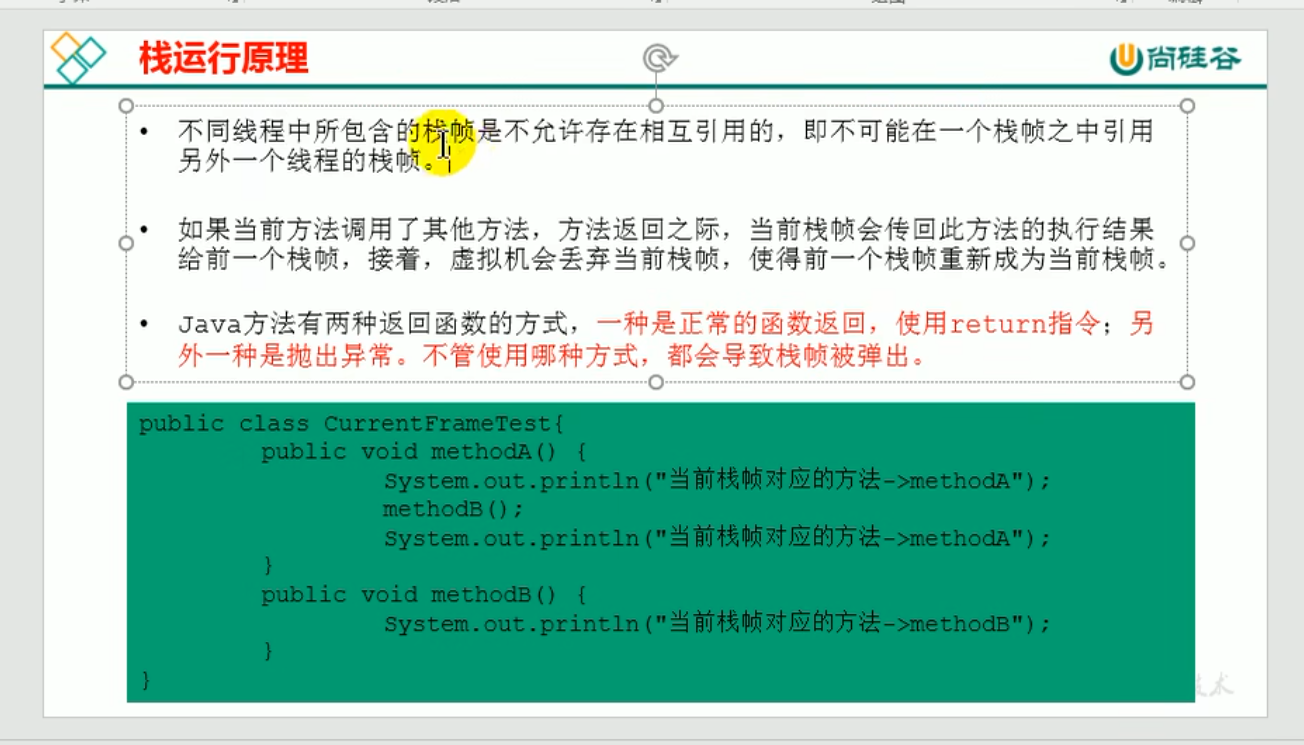 栈运行原理
尚硅谷
• 不同线程中所包含的栈帧是不允许存在相互引用的，即不可能在一个栈帧之中引用
另外一个线程的栈帧。
• 如果当前方法调用了其他方法，方法返回之际，当前栈帧会传回此方法的执行结果
给前一个栈帧，接着，虚拟机会丢弃当前栈帧，使得前一个栈帧重新成为当前栈帧。
• Java方法有两种返回函数的方式，一种是正常的函数返回，使用return指令；另
外一种是抛出异常。不管使用哪种方式，都会导致栈帧被弹出。
public class CurrentFrameTest{
public void methodA() {
System.out.println("当前栈帧对应的方法->methodA");
methodB();
System.out.println("当前栈帧对应的方法->methodA");
}
public void methodB() {
System.out.println("当前栈帧对应的方法->methodB");
}
}
术